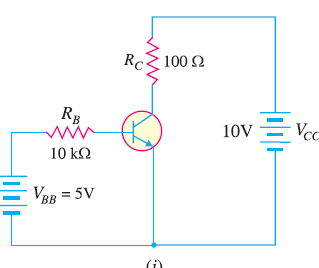 R_C 100 Ω
R_B
10 kΩ
10V V_CC
V_BB = 5V
(i)